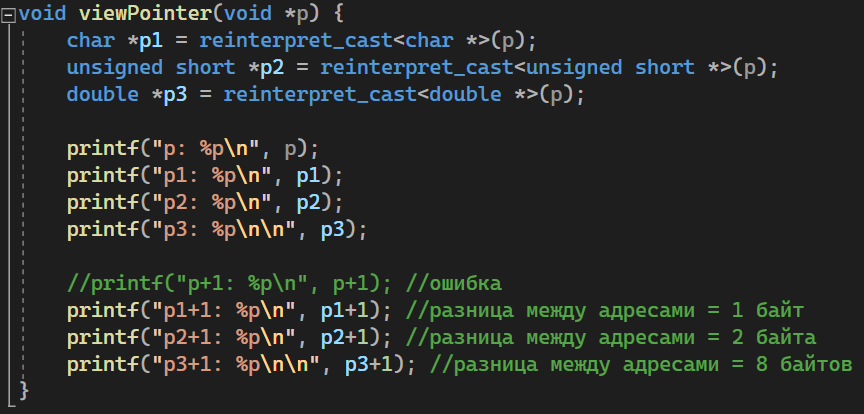 void viewPointer(void *p) {
    char *p1 = reinterpret_cast<char *>(p);
    unsigned short *p2 = reinterpret_cast<unsigned short *>(p);
    double *p3 = reinterpret_cast<double *>(p);

    printf("p: %p\n", p);
    printf("p1: %p\n", p1);
    printf("p2: %p\n", p2);
    printf("p3: %p\n\n", p3);

    //printf("p+1: %p\n", p+1); //ошибка
    printf("p1+1: %p\n", p1+1); //разница между адресами = 1 байт
    printf("p2+1: %p\n", p2+1); //разница между адресами = 2 байта
    printf("p3+1: %p\n\n", p3+1); //разница между адресами = 8 байтов
}